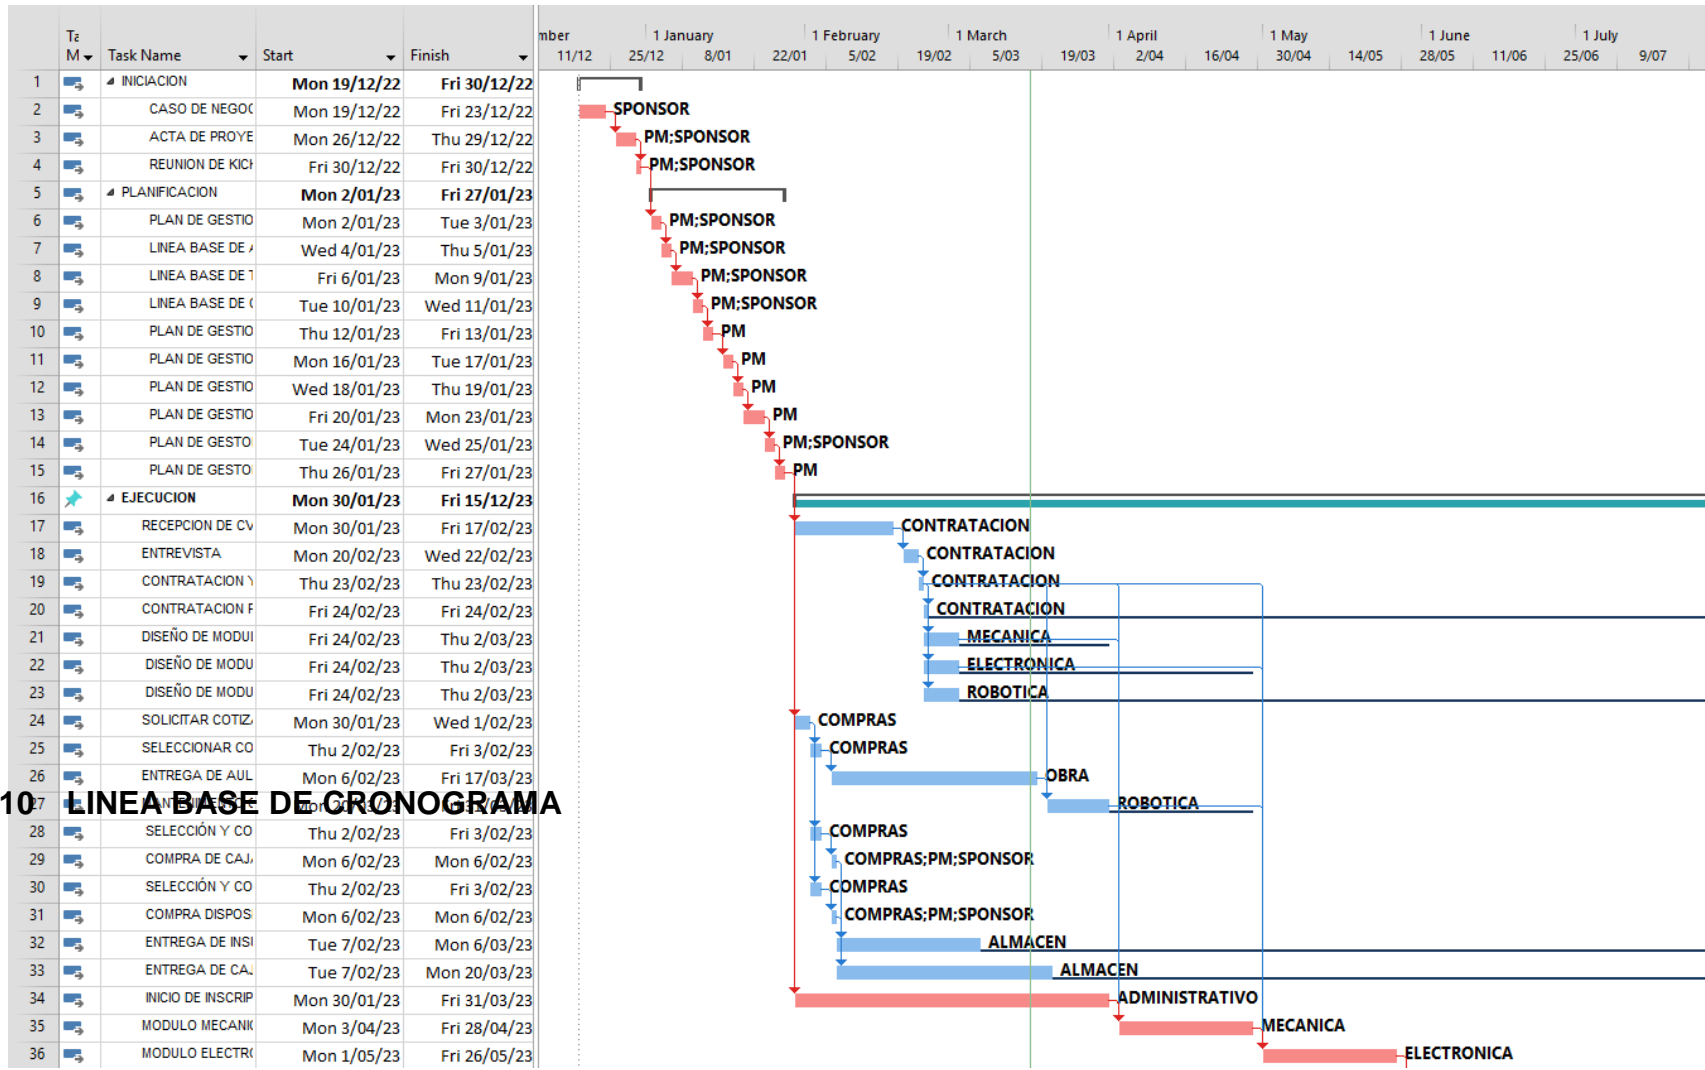 Ta M Task Name Start Finish
mber 1 January 1 February 1 March 1 April 1 May 1 June 1 July
11/12 25/12 8/01 22/01 5/02 19/02 5/03 19/03 2/04 16/04 30/04 14/05 28/05 11/06 25/06 9/07
1 INICIACION Mon 19/12/22 Fri 30/12/22
2 CASO DE NEGOC Mon 19/12/22 Fri 23/12/22 SPONSOR
3 ACTA DE PROYE Mon 26/12/22 Thu 29/12/22 PM;SPONSOR
4 REUNION DE KICK Fri 30/12/22 Fri 30/12/22 PM;SPONSOR
5 PLANIFICACION Mon 2/01/23 Fri 27/01/23
6 PLAN DE GESTIO Mon 2/01/23 Tue 3/01/23 PM;SPONSOR
7 LINEA BASE DE Wed 4/01/23 Thu 5/01/23 PM;SPONSOR
8 LINEA BASE DE Fri 6/01/23 Mon 9/01/23 PM;SPONSOR
9 LINEA BASE DE Tue 10/01/23 Wed 11/01/23 PM;SPONSOR
10 PLAN DE GESTIO Thu 12/01/23 Fri 13/01/23 PM
11 PLAN DE GESTIO Mon 16/01/23 Tue 17/01/23 PM
12 PLAN DE GESTIO Wed 18/01/23 Thu 19/01/23 PM
13 PLAN DE GESTIO Fri 20/01/23 Mon 23/01/23 PM
14 PLAN DE GESTO Tue 24/01/23 Wed 25/01/23 PM;SPONSOR
15 PLAN DE GESTO Thu 26/01/23 Fri 27/01/23 PM
16 EJECUCION Mon 30/01/23 Fri 15/12/23
17 RECEPCION DE CV Mon 30/01/23 Fri 17/02/23 CONTRATACION
18 ENTREVISTA Mon 20/02/23 Wed 22/02/23 CONTRATACION
19 CONTRATACION Y Thu 23/02/23 Thu 23/02/23 CONTRATACION
20 CONTRATACION Fri 24/02/23 Fri 24/02/23 CONTRATACION
21 DISEÑO DE MODUL Fri 24/02/23 Thu 2/03/23 MECANICA
22 DISEÑO DE MODU Fri 24/02/23 Thu 2/03/23 ELECTRONICA
23 DISEÑO DE MODU Fri 24/02/23 Thu 2/03/23 ROBOTICA
24 SOLICITAR COTIZ Mon 30/01/23 Wed 1/02/23 COMPRAS
25 SELECCIONAR CO Thu 2/02/23 Fri 3/02/23 COMPRAS
26 ENTREGA DE AUL Mon 6/02/23 Fri 17/03/23 OBRA
10 LINEA BASE DE CRONOGRAMA
27 Mon 20/03/23 Fri 31/03/23 ROBOTICA
28 SELECCIÓN Y CO Thu 2/02/23 Fri 3/02/23 COMPRAS
29 COMPRA DE CAJ Mon 6/02/23 Mon 6/02/23 COMPRAS;PM;SPONSOR
30 SELECCIÓN Y CO Thu 2/02/23 Fri 3/02/23 COMPRAS
31 COMPRA DISPOS Mon 6/02/23 Mon 6/02/23 COMPRAS;PM;SPONSOR
32 ENTREGA DE INS Tue 7/02/23 Mon 6/03/23 ALMACEN
33 ENTREGA DE CAJ Tue 7/02/23 Mon 20/03/23 ALMACEN
34 INICIO DE INSCRIP Mon 30/01/23 Fri 31/03/23 ADMINISTRATIVO
35 MODULO MECANI Mon 3/04/23 Fri 28/04/23 MECANICA
36 MODULO ELECTR Mon 1/05/23 Fri 26/05/23 ELECTRONICA